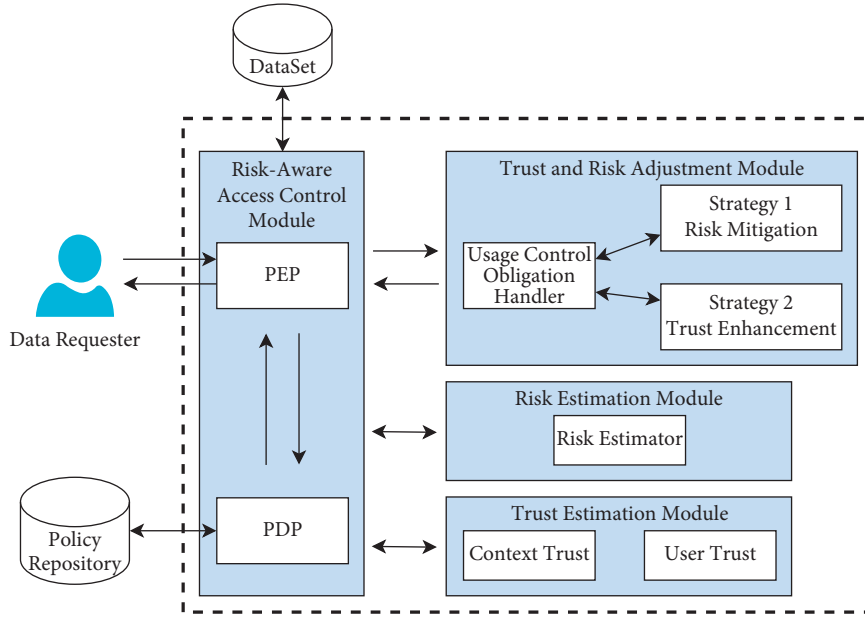 DataSet
Risk-Aware
Access Control
Module
PEP
PDP
Data Requester
Policy
Repository
Trust and Risk Adjustment Module
Usage Control
Obligation
Handler
Strategy 1
Risk Mitigation
Strategy 2
Trust Enhancement
Risk Estimation Module
Risk Estimator
Trust Estimation Module
Context Trust
User Trust